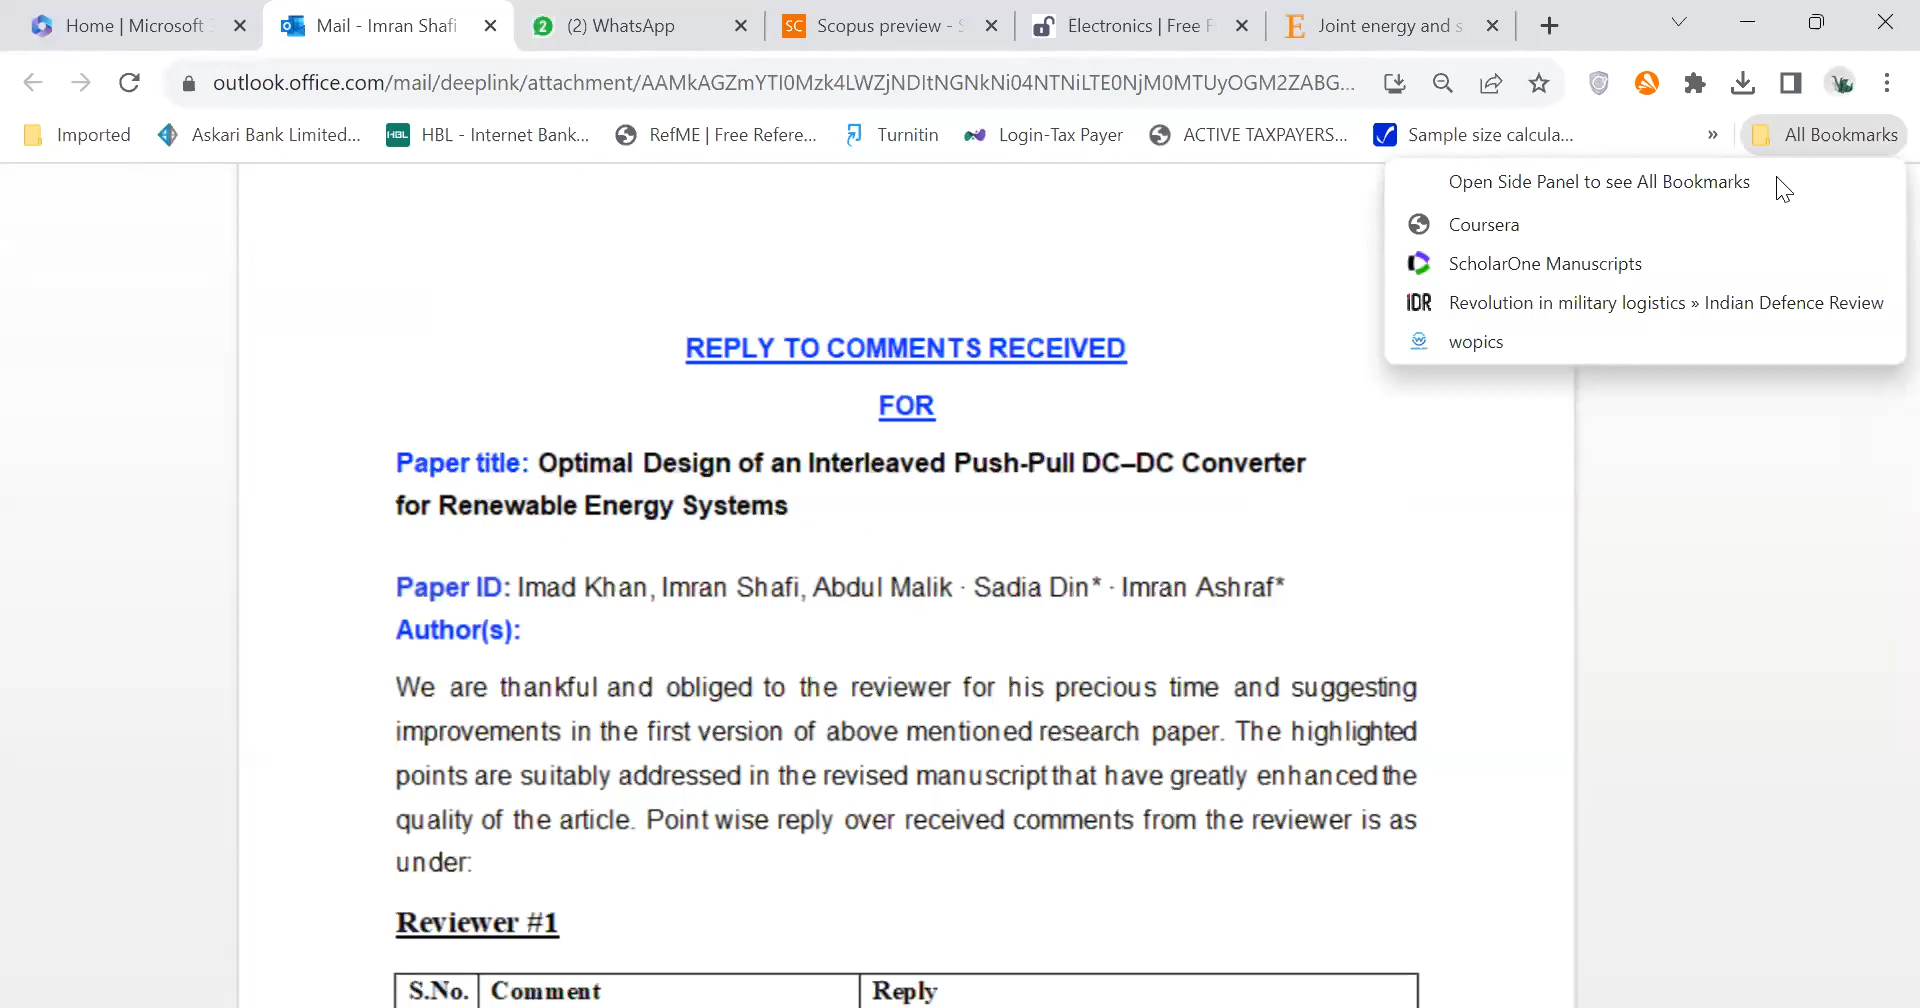 Home | Microsoft
Mail - Imran Shafi
2
(2) WhatsApp
SC
Scopus preview -
Electronics | Free
E
Joint energy and s
outlook.office.com/mail/deeplink/attachment/AAMkAGZmYTI0Mzk4LWZjNDItNGNkNi04NTNiLTE0NjM0MTUyOGM2ZABG...
Imported
Askari Bank Limited...
HBL
HBL - Internet Bank...
RefME | Free Refere...
Turnitin
Login-Tax Payer
ACTIVE TAXPAYERS...
Sample size calcula...
»
All Bookmarks
Open Side Panel to see All Bookmarks
Coursera
ScholarOne Manuscripts
IDR
Revolution in military logistics » Indian Defence Review
wopics
REPLY TO COMMENTS RECEIVED
FOR
Paper title: Optimal Design of an Interleaved Push-Pull DC–DC Converter
for Renewable Energy Systems
Paper ID: Imad Khan, Imran Shafi, Abdul Malik · Sadia Din* · Imran Ashraf*
Author(s):
We are thankful and obliged to the reviewer for his precious time and suggesting
improvements in the first version of above mentioned research paper. The highlighted
points are suitably addressed in the revised manuscript that have greatly enhanced the
quality of the article. Point wise reply over received comments from the reviewer is as
under:
Reviewer #1
S.No. Comment Reply